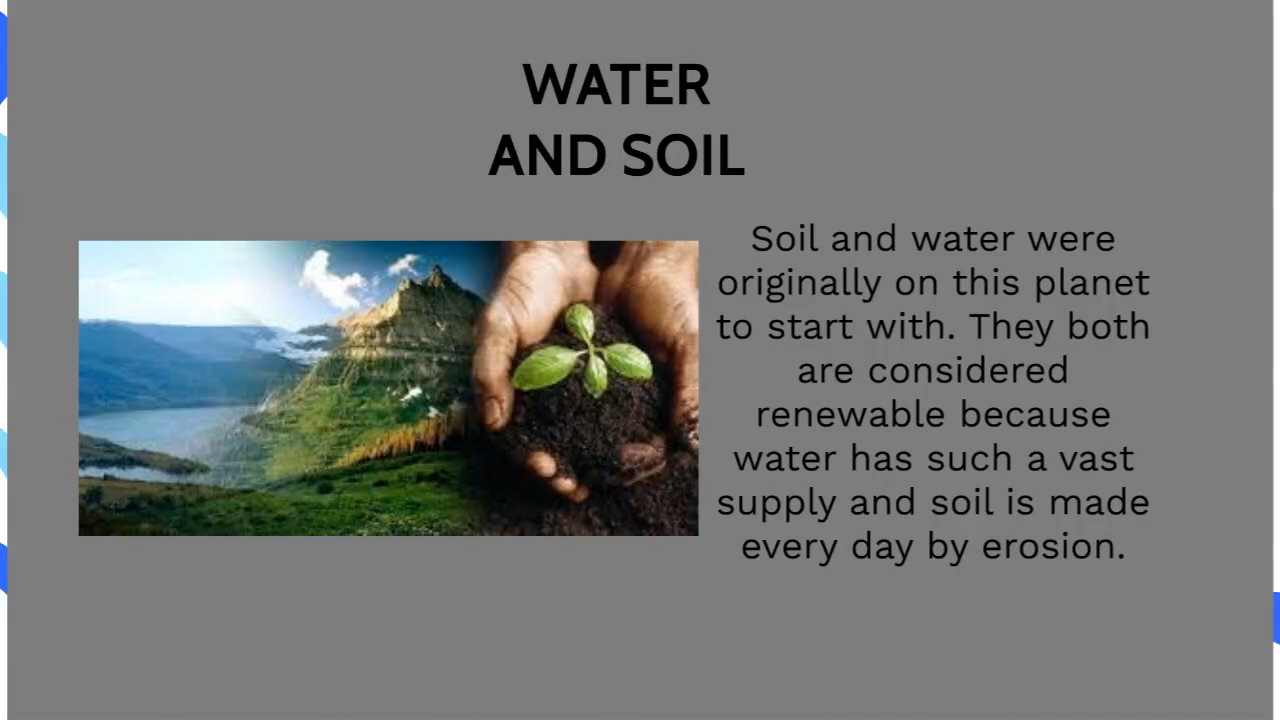 WATER
AND SOIL
Soil and water were
originally on this planet
to start with. They both
are considered
renewable because
water has such a vast
supply and soil is made
every day by erosion.